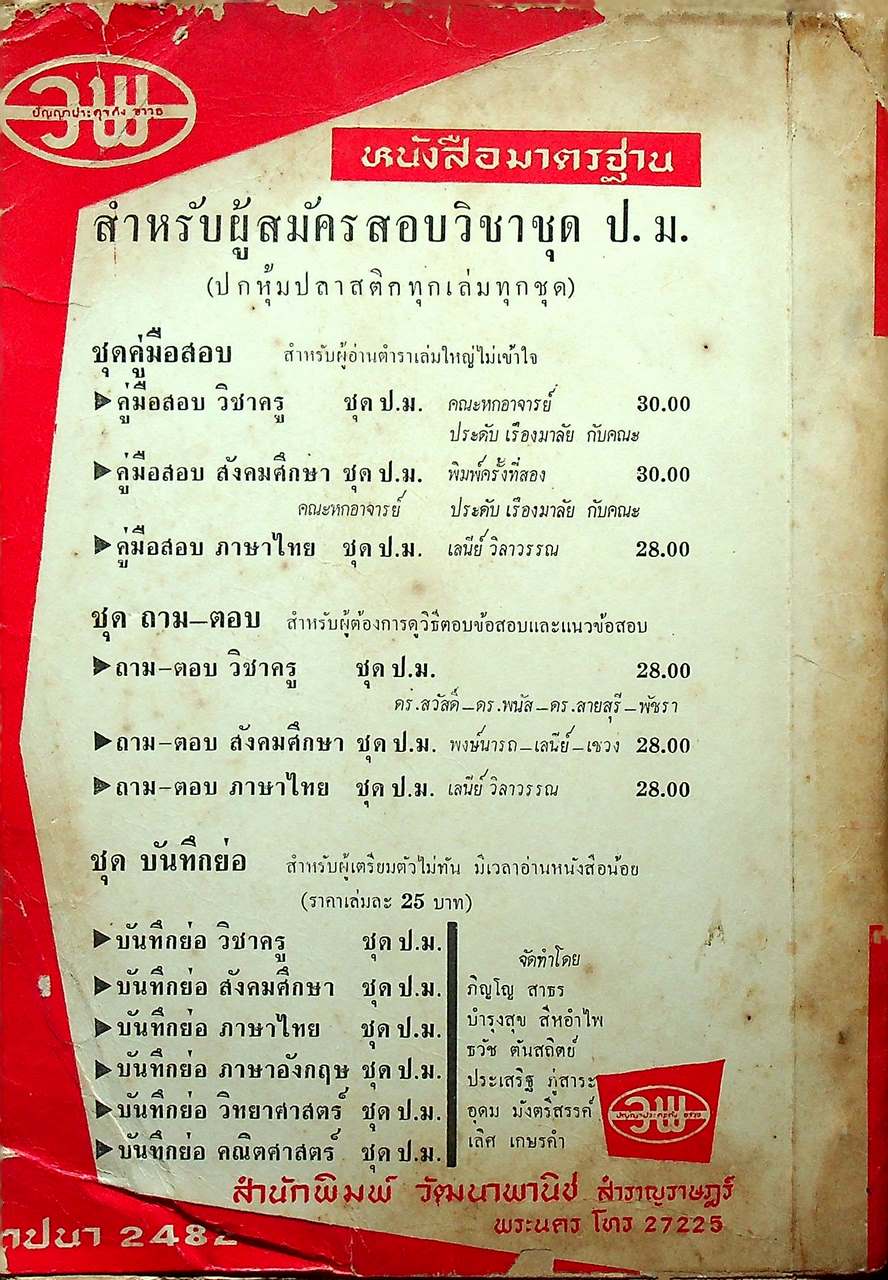 วพ
หนังสือมาตรฐาน
สำหรับผู้สมัครสอบวิชาชุด ป.ม.
(ปกหุ้มปลาสติกทุกเล่มทุกชุด)
ชุดคู่มือสอบ สำหรับผู้อ่านตำราเล่มใหญ่ไม่เข้าใจ
▶คู่มือสอบ วิชาครู ชุด ป.ม. คณะหกอาจารย์ 30.00
ประดับ เรืองมาลัย กับคณะ
▶คู่มือสอบ สังคมศึกษา ชุด ป.ม. พิมพ์ครั้งที่สอง 30.00
คณะหกอาจารย์ ประดับ เรืองมาลัย กับคณะ
▶คู่มือสอบ ภาษาไทย ชุด ป.ม. เสนีย์ วิลาวรรณ 28.00
ชุด ถาม–ตอบ สำหรับผู้ต้องการดูวิธีตอบข้อสอบและแนวข้อสอบ
▶ถาม–ตอบ วิชาครู ชุด ป.ม. 28.00
ดร.สวัสดิ์–ดร.พนัส–ดร.สายสุรี–พัชรา
▶ถาม–ตอบ สังคมศึกษา ชุด ป.ม. พงษ์นารถ–เสนีย์–เชวง 28.00
▶ถาม–ตอบ ภาษาไทย ชุด ป.ม. เสนีย์ วิลาวรรณ 28.00
ชุด บันทึกย่อ สำหรับผู้เตรียมตัวไม่ทัน มีเวลาอ่านหนังสือน้อย
(ราคาเล่มละ 25 บาท)
▶บันทึกย่อ วิชาครู ชุด ป.ม.
▶บันทึกย่อ สังคมศึกษา ชุด ป.ม.
▶บันทึกย่อ ภาษาไทย ชุด ป.ม.
▶บันทึกย่อ ภาษาอังกฤษ ชุด ป.ม.
▶บันทึกย่อ วิทยาศาสตร์ ชุด ป.ม.
▶บันทึกย่อ คณิตศาสตร์ ชุด ป.ม.
จัดทำโดย
ภิญโญ สาธร
บำรุงสุข สีหอำไพ
ธวัช ตันสถิตย์
ประเสริฐ ภู่สาระ
อุดม มังตรีสรรค์
เลิศ เกษรคำ
วพ
สำนักพิมพ์ วัฒนาพานิช สำราญราษฎร์
พระนคร โทร 27225
าปนา 2482